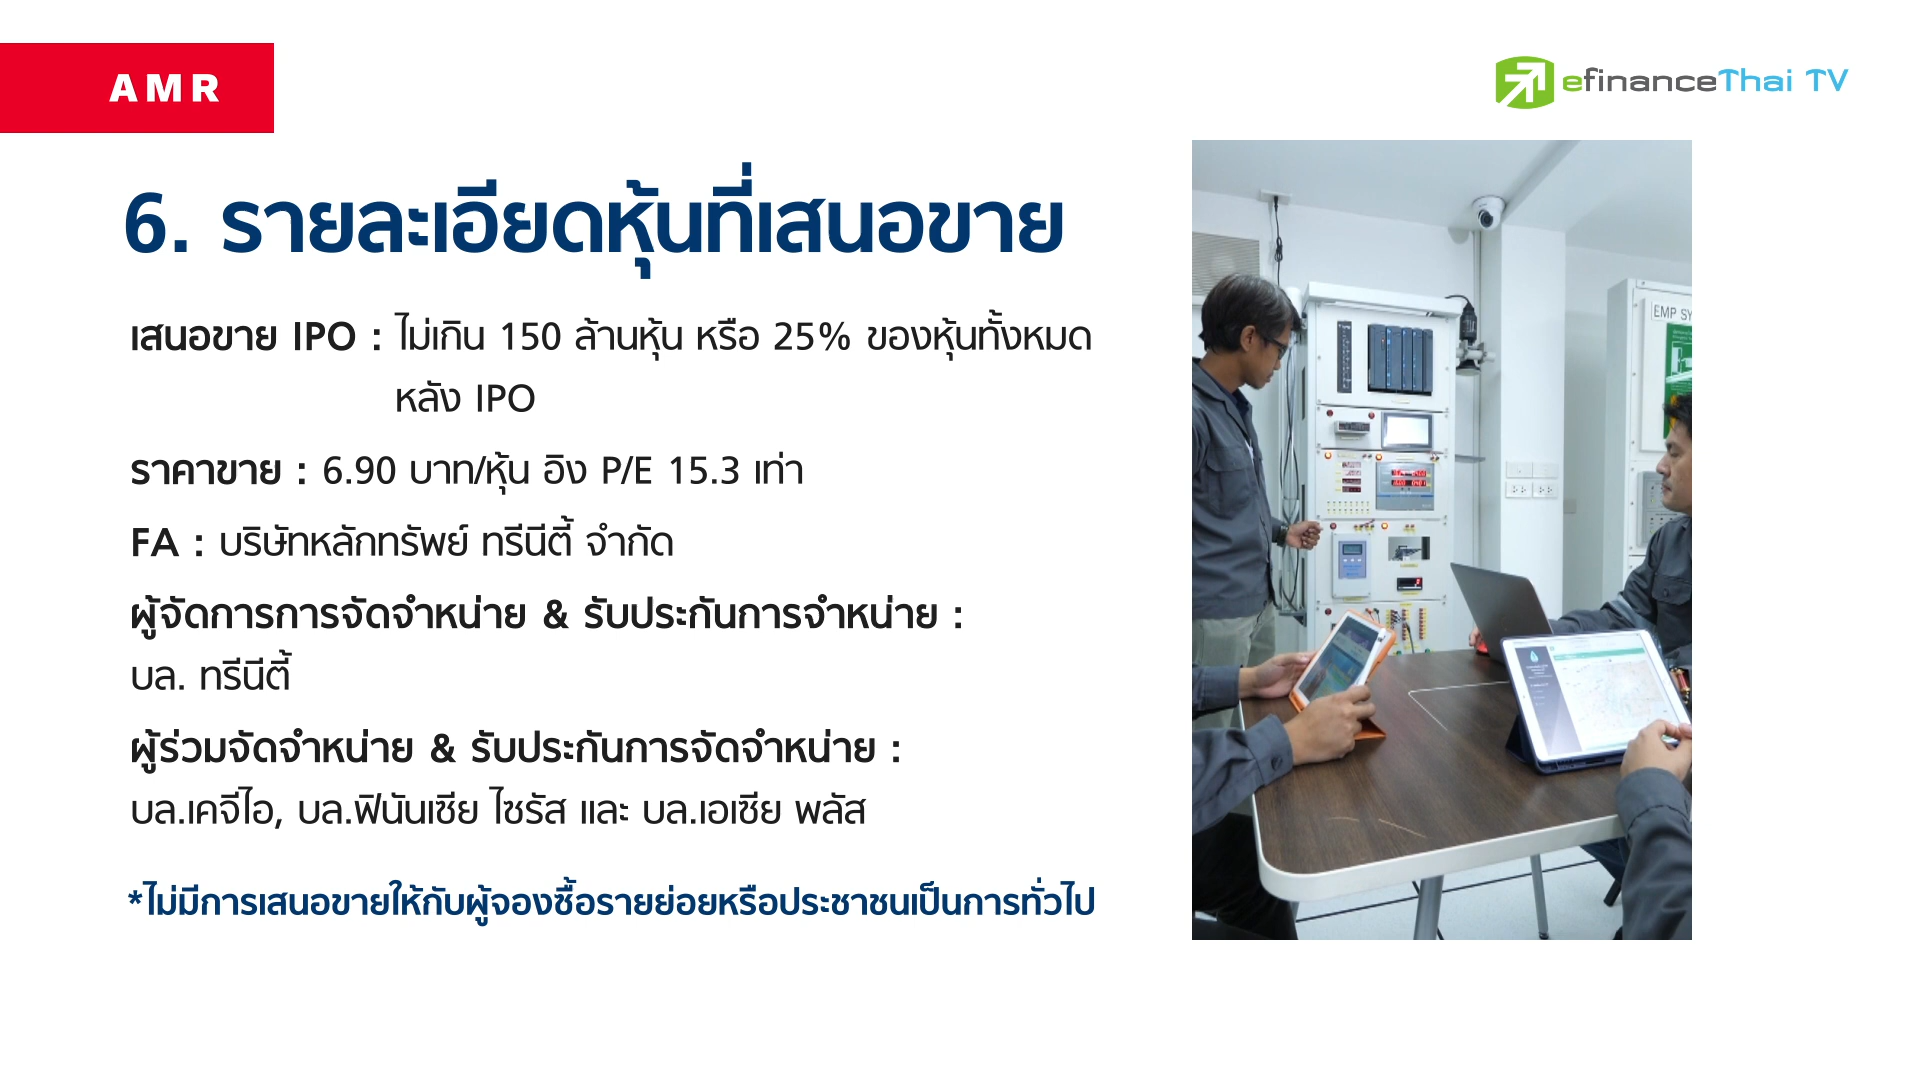 AMR
efinanceThai TV
6. รายละเอียดหุ้นที่เสนอขาย
เสนอขาย IPO : ไม่เกิน 150 ล้านหุ้น หรือ 25% ของหุ้นทั้งหมด
หลัง IPO
ราคาขาย : 6.90 บาท/หุ้น อิง P/E 15.3 เท่า
FA : บริษัทหลักทรัพย์ ทรีนีตี้ จำกัด
ผู้จัดการการจัดจำหน่าย & รับประกันการจำหน่าย :
บล. ทรีนีตี้
ผู้ร่วมจัดจำหน่าย & รับประกันการจัดจำหน่าย :
บล.เคจีไอ, บล.ฟินันเซีย ไซรัส และ บล.เอเซีย พลัส
*ไม่มีการเสนอขายให้กับผู้จองซื้อรายย่อยหรือประชาชนเป็นการทั่วไป
EMP SY